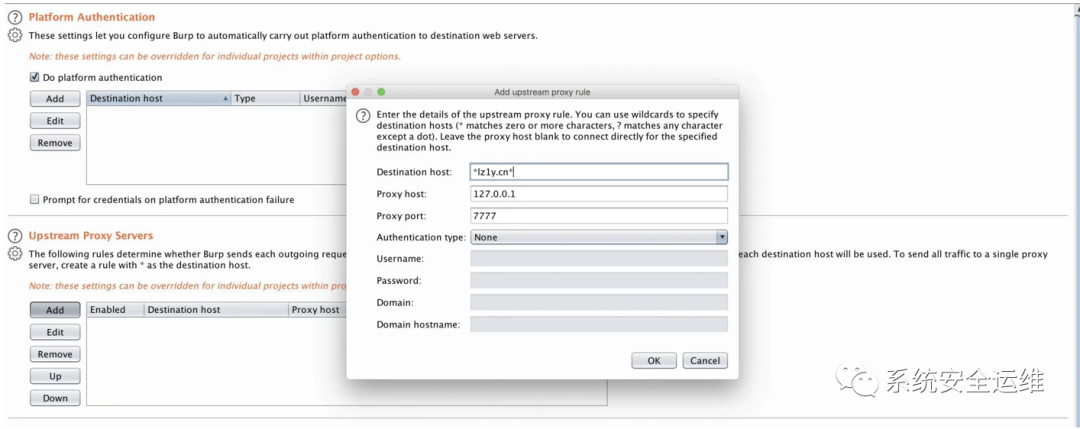 Platform Authentication
These settings let you configure Burp to automatically carry out platform authentication to destination web servers.
Note: these settings can be overridden for individual projects within project options.
Do platform authentication
Add
Edit
Remove
Destination host
Type
Username
Prompt for credentials on platform authentication failure
Upstream Proxy Servers
The following rules determine whether Burp sends each outgoing reque
each destination host will be used. To send all traffic to a single proxy
server, create a rule with * as the destination host.
Note: these settings can be overridden for individual projects within pro
Add
Edit
Remove
Up
Down
Enabled
Destination host
Proxy host
Add upstream proxy rule
Enter the details of the upstream proxy rule. You can use wildcards to specify
destination hosts (* matches zero or more characters, ? matches any character
except a dot). Leave the proxy host blank to connect directly for the specified
destination host.
Destination host: *lz1y.cn*
Proxy host: 127.0.0.1
Proxy port: 7777
Authentication type: None
Username:
Password:
Domain:
Domain hostname:
OK
Cancel
系统安全运维